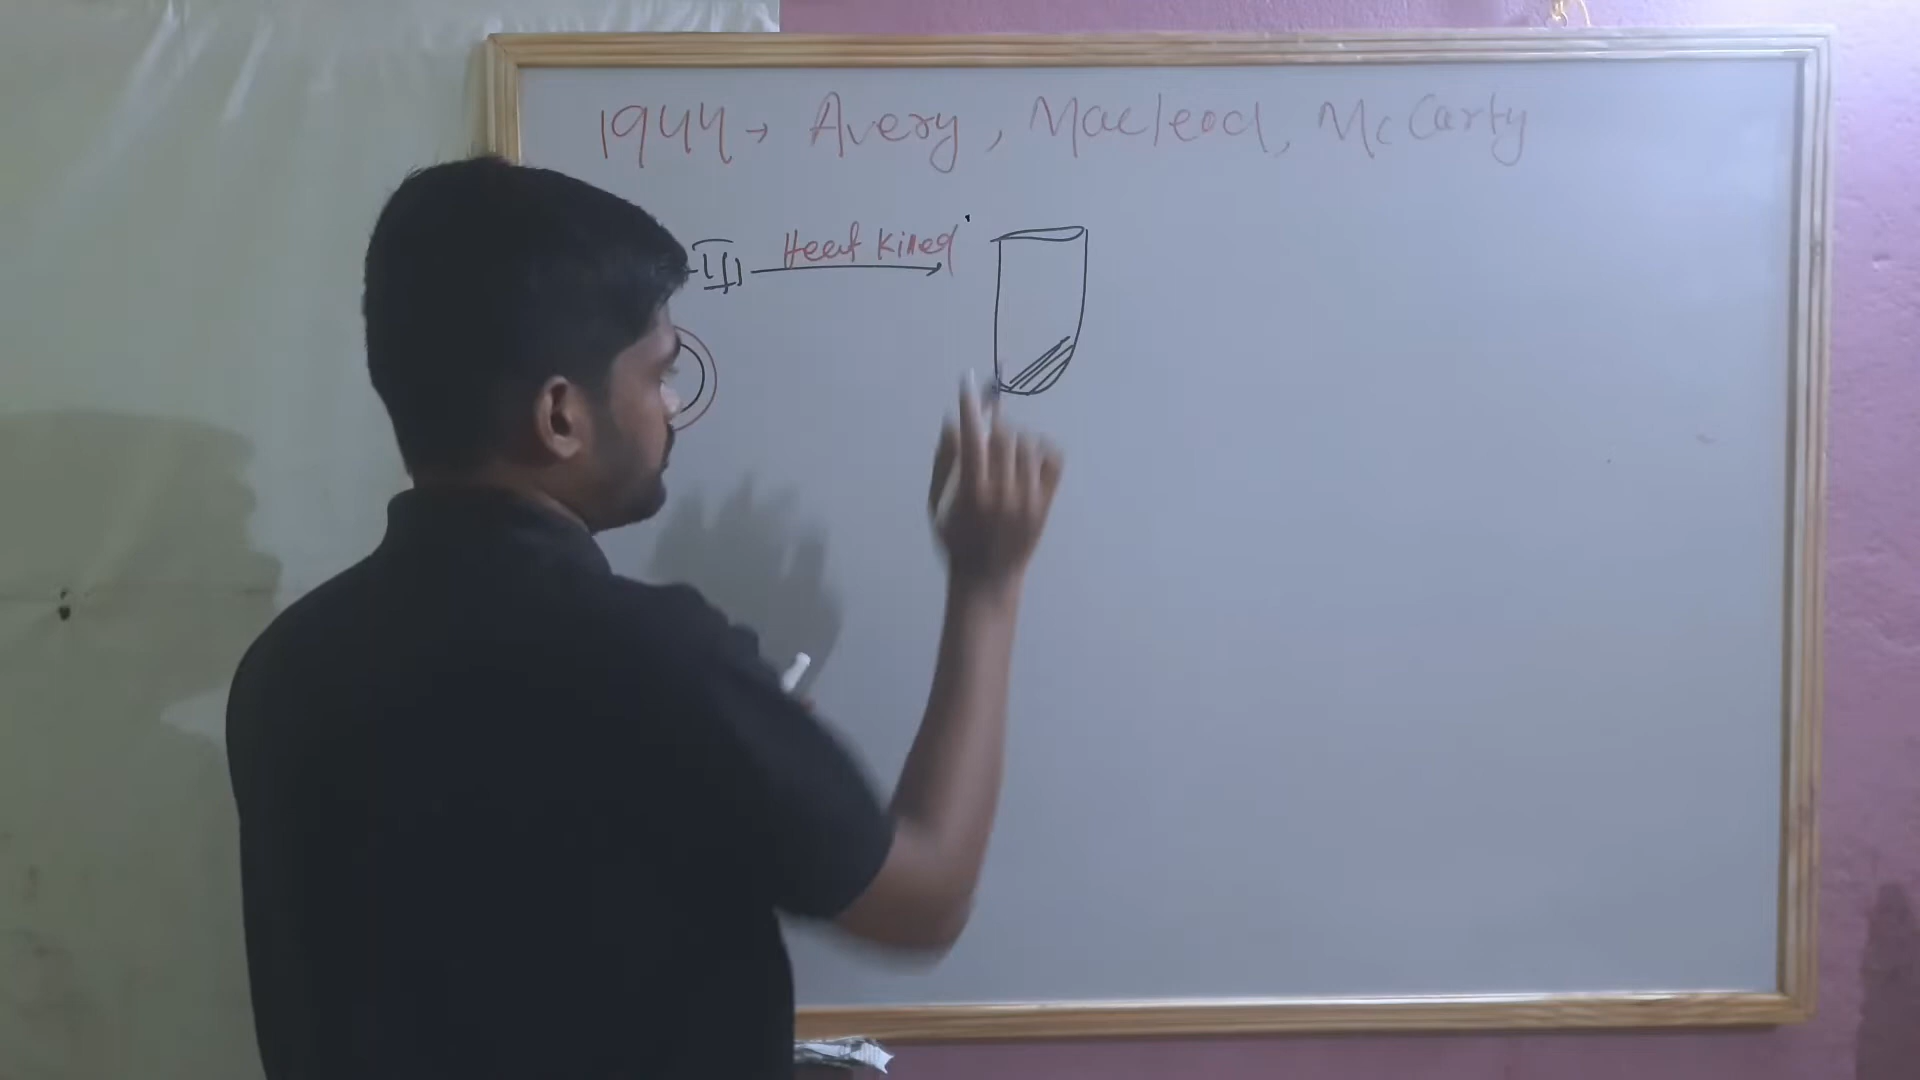 1944 → Avery, Macleod, McCarty
Heat Killed